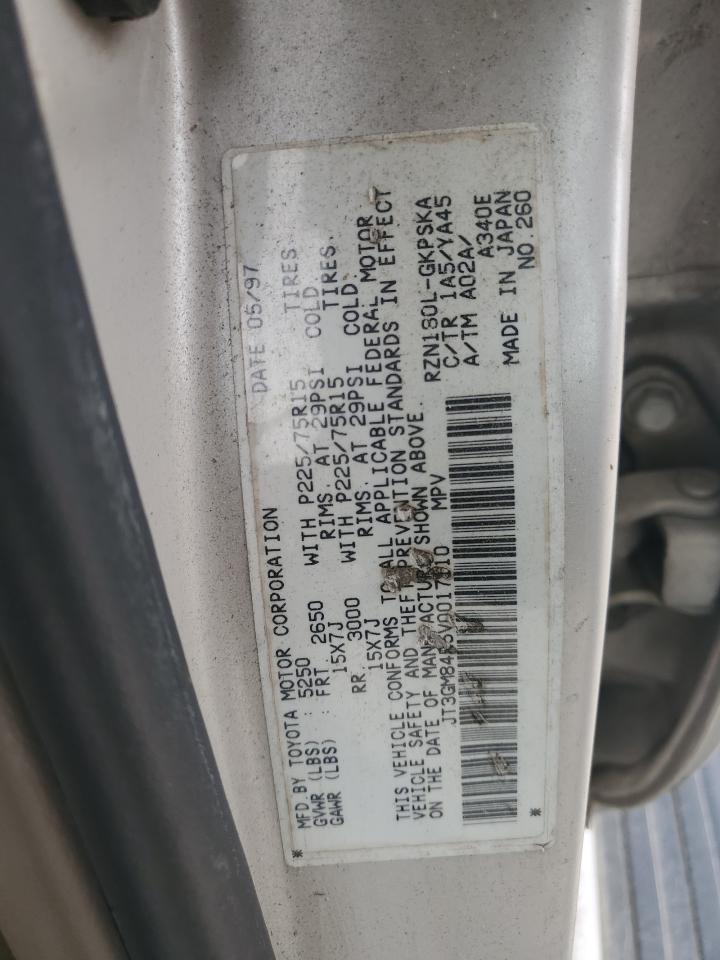 * MFD.BY TOYOTA MOTOR CORPORATION DATE 05/97
GVWR (LBS) : 5250
GAWR (LBS) : FRT 2650 WITH P225/75R15 TIRES,
15X7J RIMS, AT 29PSI COLD.
RR 3000 WITH P225/75R15 TIRES,
15X7J RIMS, AT 29PSI COLD.
THIS VEHICLE CONFORMS TO ALL APPLICABLE FEDERAL MOTOR
VEHICLE SAFETY AND THEFT PREVENTION STANDARDS IN EFFECT
ON THE DATE OF MANUFACTURE SHOWN ABOVE.
MPV RZN180L-GKPSKA
C/TR 1A5/YA45
A/TM A02A/
A340E
MADE IN JAPAN
* NO.260